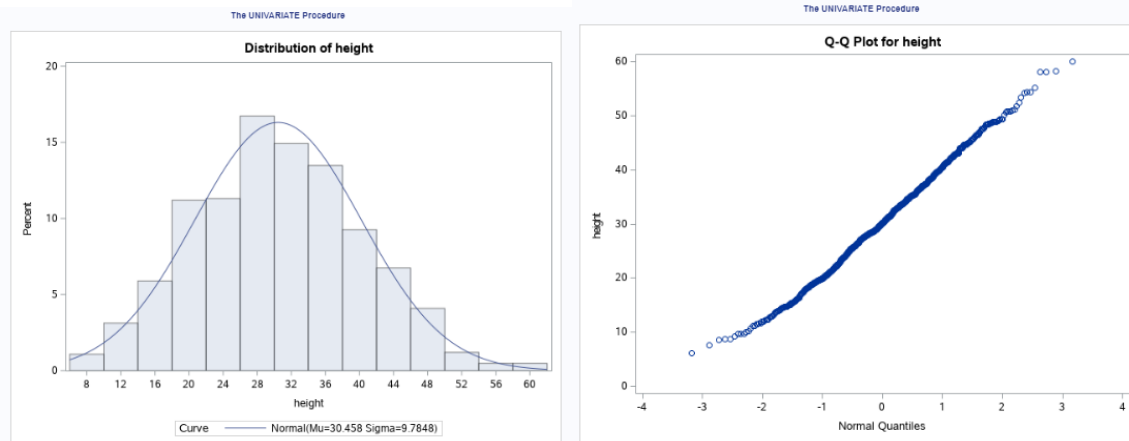 The UNIVARIATE Procedure
Distribution of height
20
15
10
5
0
Percent
8 12 16 20 24 28 32 36 40 44 48 52 56 60
height
Curve Normal(Mu=30.458 Sigma=9.7848)
The UNIVARIATE Procedure
Q-Q Plot for height
60
50
40
30
20
10
0
height
-4 -3 -2 -1 0 1 2 3 4
Normal Quantiles